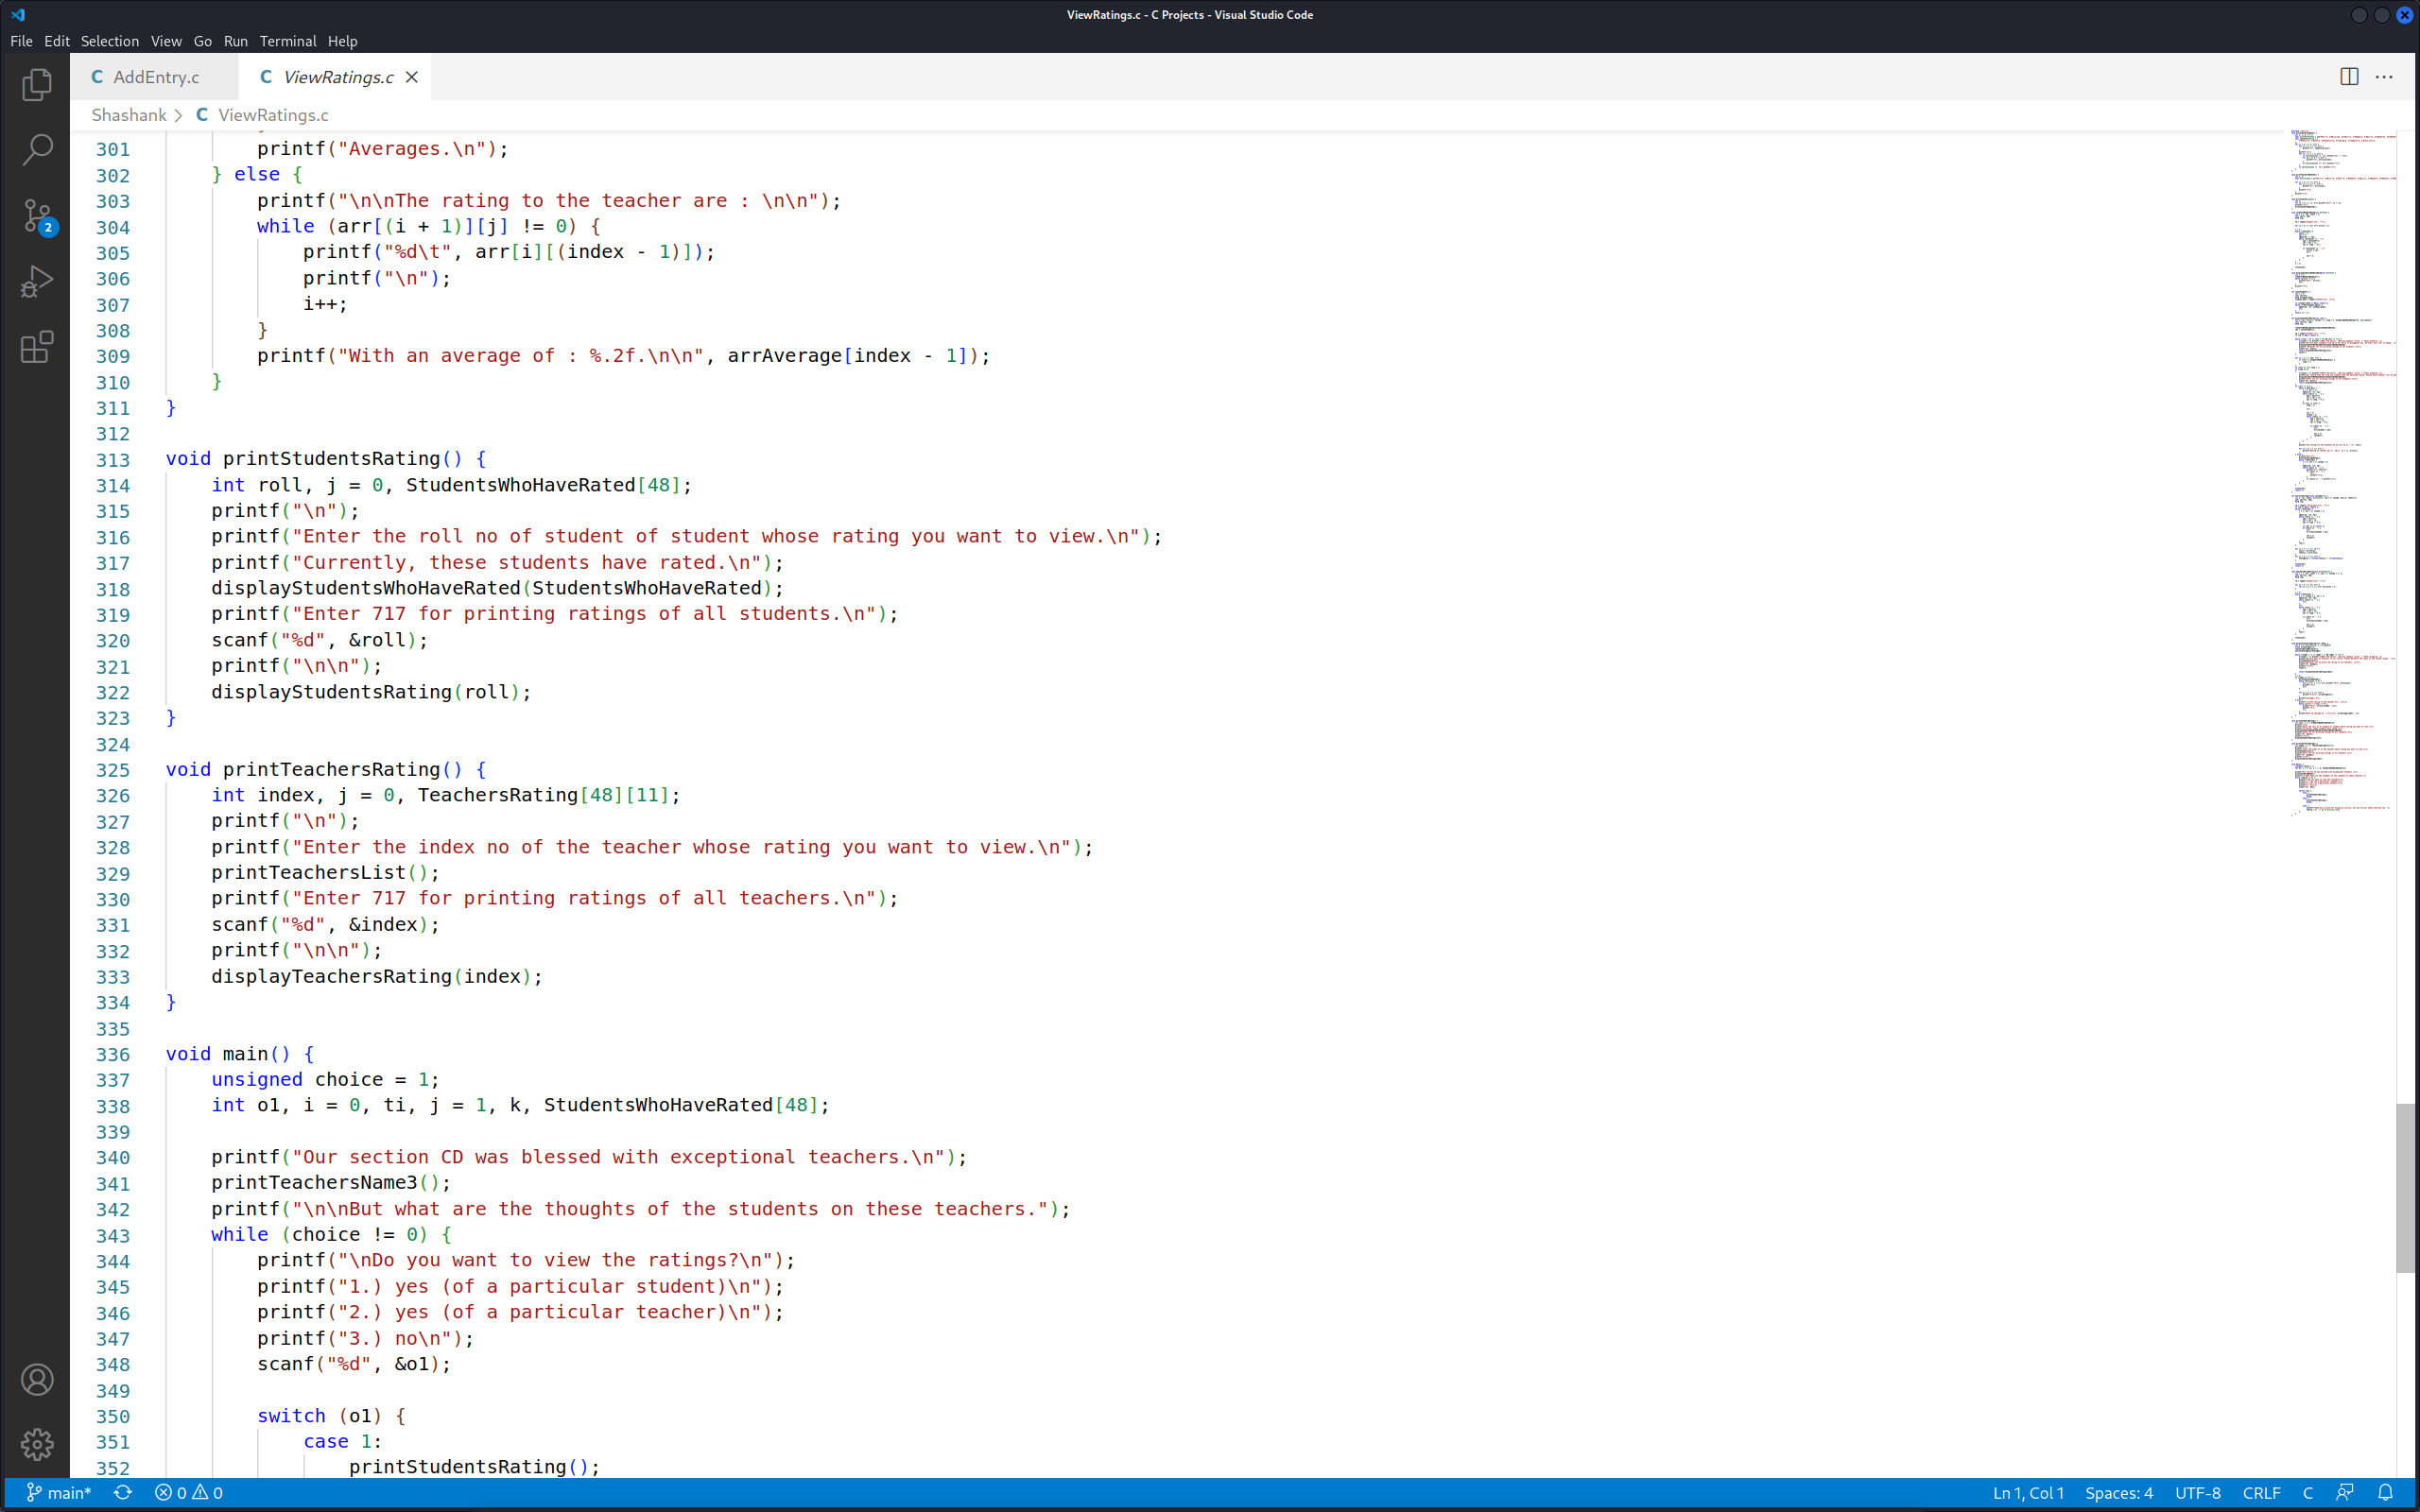 ViewRatings.c - C Projects - Visual Studio Code
File Edit Selection View Go Run Terminal Help
C AddEntry.c C ViewRatings.c
Shashank > C ViewRatings.c
301 printf("Averages.\n");
302 } else {
303 printf("\n\nThe rating to the teacher are : \n\n");
304 while (arr[(i + 1)][j] != 0) {
305 printf("%d\t", arr[i][(index - 1)]);
306 printf("\n");
307 i++;
308 }
309 printf("With an average of : %.2f.\n\n", arrAverage[index - 1]);
310 }
311 }
312
313 void printStudentsRating() {
314 int roll, j = 0, StudentsWhoHaveRated[48];
315 printf("\n");
316 printf("Enter the roll no of student of student whose rating you want to view.\n");
317 printf("Currently, these students have rated.\n");
318 displayStudentsWhoHaveRated(StudentsWhoHaveRated);
319 printf("Enter 717 for printing ratings of all students.\n");
320 scanf("%d", &roll);
321 printf("\n\n");
322 displayStudentsRating(roll);
323 }
324
325 void printTeachersRating() {
326 int index, j = 0, TeachersRating[48][11];
327 printf("\n");
328 printf("Enter the index no of the teacher whose rating you want to view.\n");
329 printTeachersList();
330 printf("Enter 717 for printing ratings of all teachers.\n");
331 scanf("%d", &index);
332 printf("\n\n");
333 displayTeachersRating(index);
334 }
335
336 void main() {
337 unsigned choice = 1;
338 int o1, i = 0, ti, j = 1, k, StudentsWhoHaveRated[48];
339
340 printf("Our section CD was blessed with exceptional teachers.\n");
341 printTeachersName3();
342 printf("\n\nBut what are the thoughts of the students on these teachers.");
343 while (choice != 0) {
344 printf("\nDo you want to view the ratings?\n");
345 printf("1.) yes (of a particular student)\n");
346 printf("2.) yes (of a particular teacher)\n");
347 printf("3.) no\n");
348 scanf("%d", &o1);
349
350 switch (o1) {
351 case 1:
352 printStudentsRating();
2
main* 0 0 Ln 1, Col 1 Spaces: 4 UTF-8 CRLF C